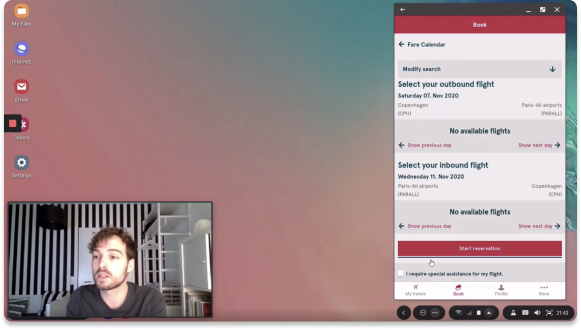 My Files
Internet
Email
Gallery
Settings
Book
Fare Calendar
Modify search
Select your outbound flight
Saturday 07. Nov 2020
Copenhagen Paris-All airports
(CPH) (PARALL)
No available flights
Show previous day Show next day
Select your inbound flight
Wednesday 11. Nov 2020
Paris-All airports Copenhagen
(PARALL) (CPH)
No available flights
Show previous day Show next day
Start reservation
I require special assistance for my flight.
My travels Book Profile More
21:43